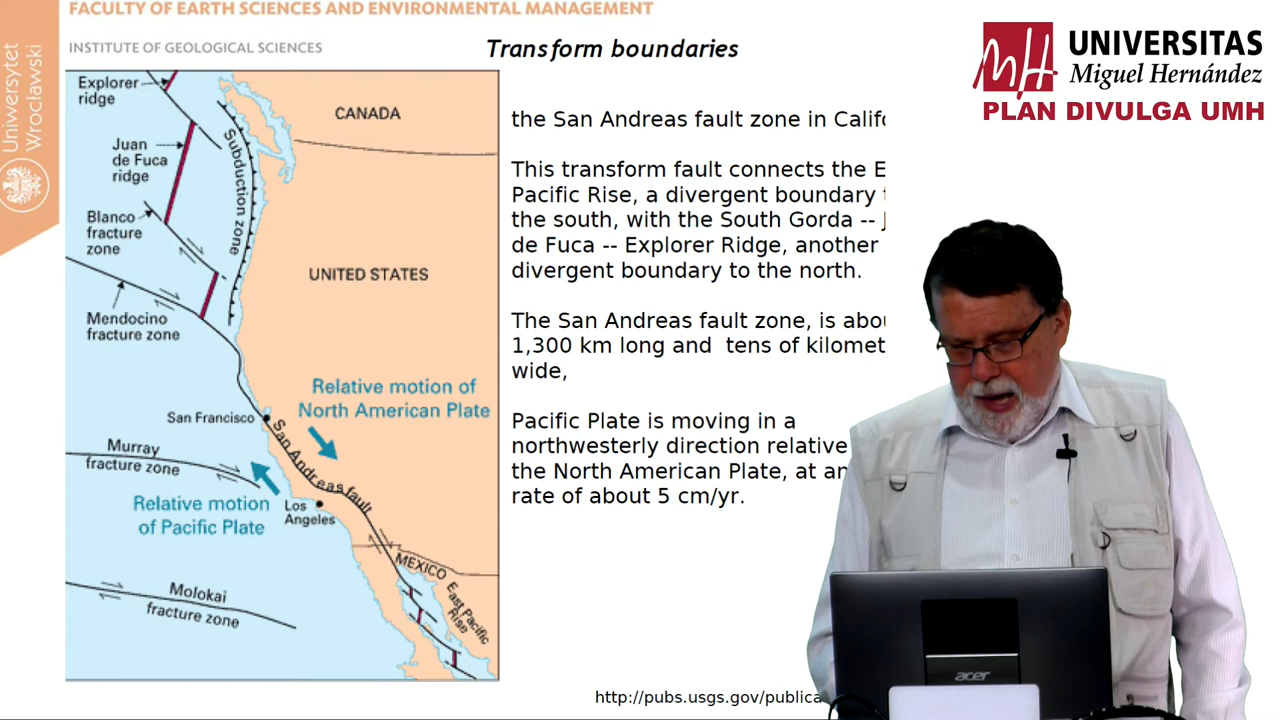 FACULTY OF EARTH SCIENCES AND ENVIRONMENTAL MANAGEMENT
INSTITUTE OF GEOLOGICAL SCIENCES
Uniwersytet
Wrocławski
Transform boundaries
UNIVERSITAS
Miguel Hernández
PLAN DIVULGA UMH
Explorer
ridge
Juan
de Fuca
ridge
Blanco
fracture
zone
Mendocino
fracture zone
Subduction zone
CANADA
UNITED STATES
Relative motion of
North American Plate
San Francisco
San Andreas fault
Murray
fracture zone
Relative motion
of Pacific Plate
Los
Angeles
MEXICO
East Pacific
Rise
Molokai
fracture zone
the San Andreas fault zone in
This transform fault connects the
Pacific Rise, a divergent boundary
the south, with the South Gorda --
de Fuca -- Explorer Ridge, another
divergent boundary to the north.
The San Andreas fault zone, is
1,300 km long and tens of
wide,
Pacific Plate is moving in a
northwesterly direction relative
the North American Plate, at an
rate of about 5 cm/yr.
http://pubs.usgs.gov/publica
acer